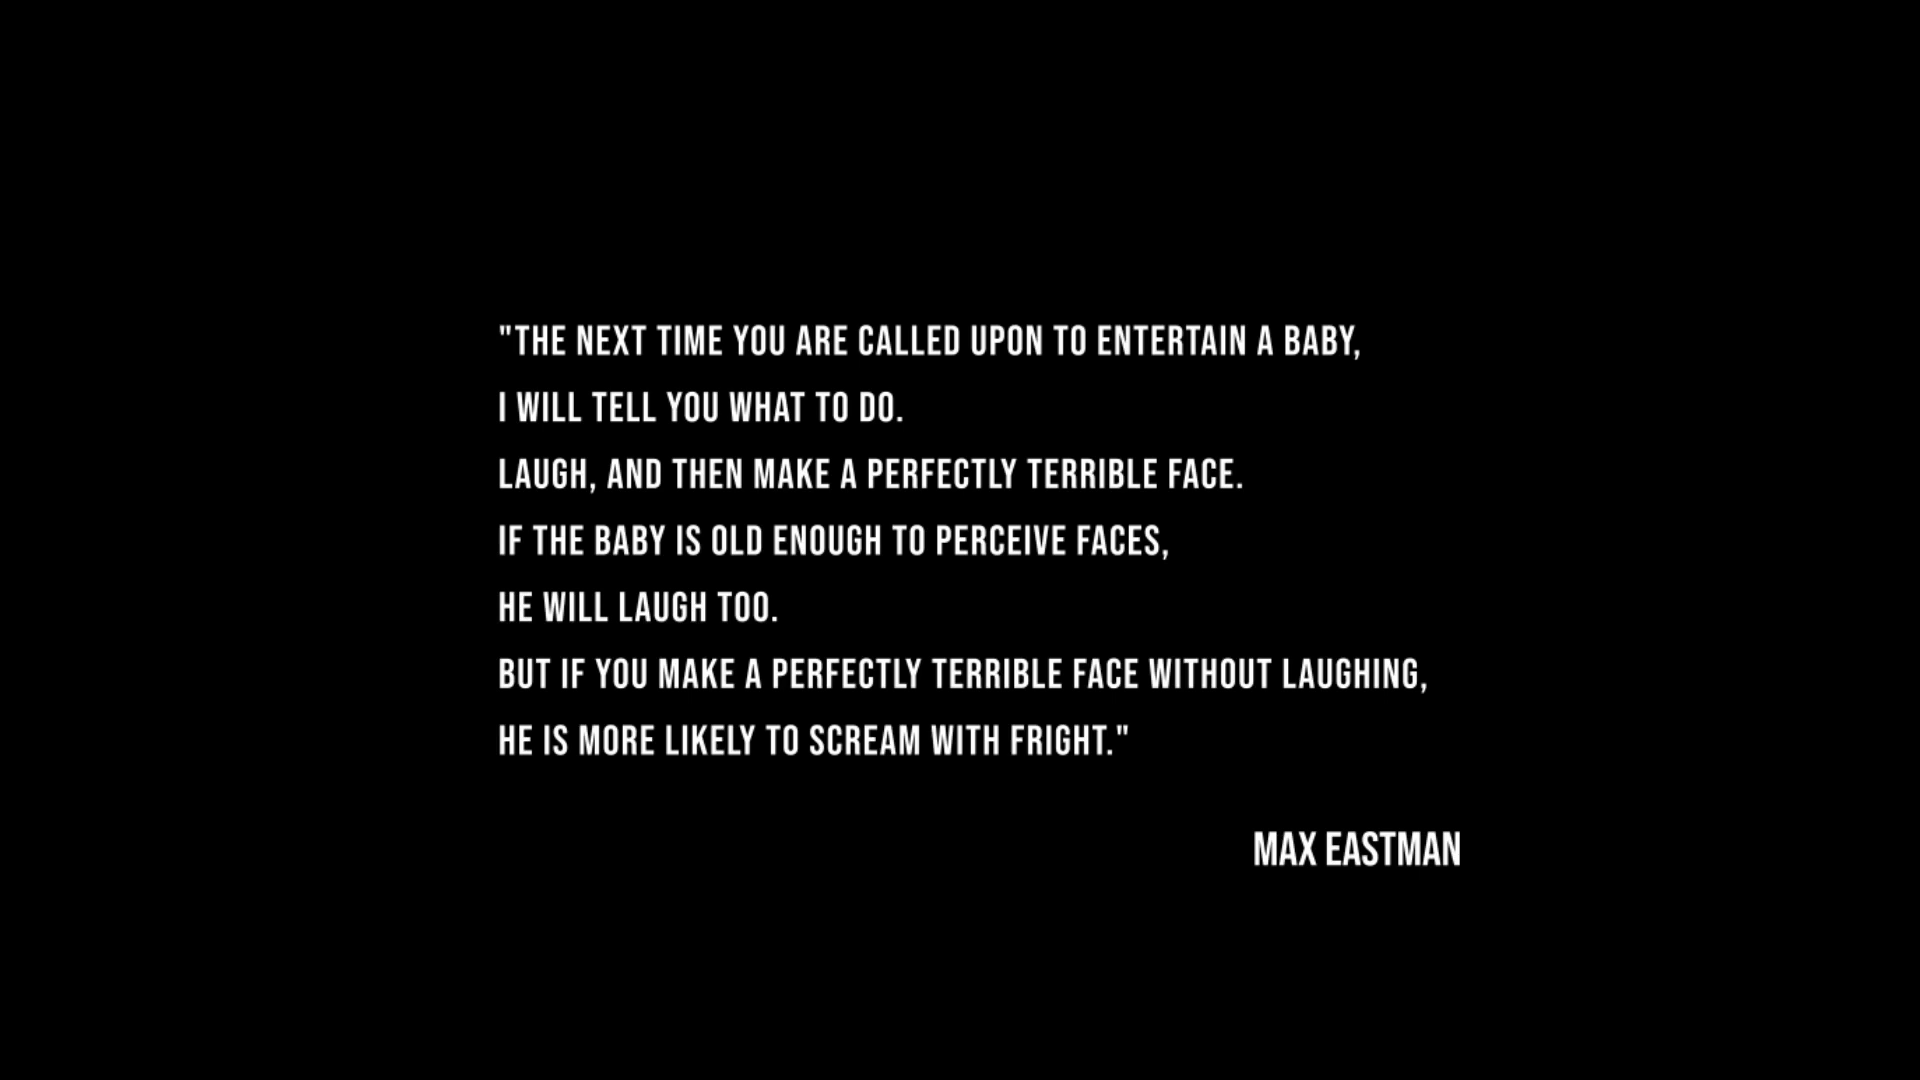 "THE NEXT TIME YOU ARE CALLED UPON TO ENTERTAIN A BABY,
I WILL TELL YOU WHAT TO DO.
LAUGH, AND THEN MAKE A PERFECTLY TERRIBLE FACE.
IF THE BABY IS OLD ENOUGH TO PERCEIVE FACES,
HE WILL LAUGH TOO.
BUT IF YOU MAKE A PERFECTLY TERRIBLE FACE WITHOUT LAUGHING,
HE IS MORE LIKELY TO SCREAM WITH FRIGHT."
MAX EASTMAN